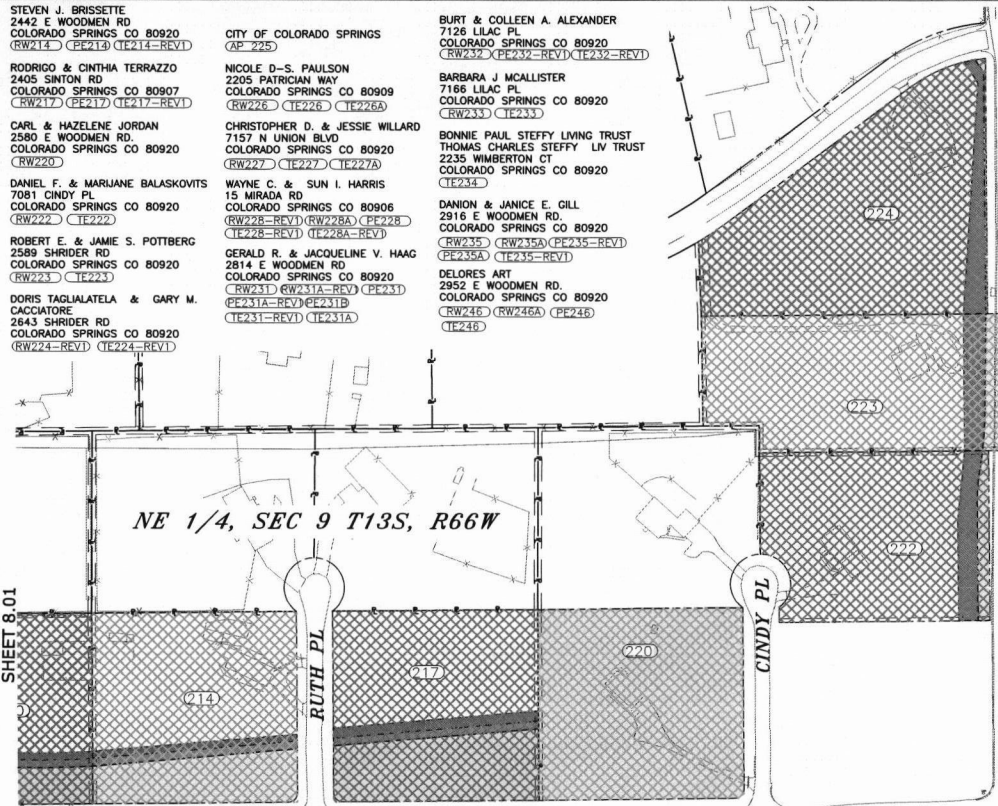 STEVEN J. BRISSETTE
2442 E WOODMEN RD
COLORADO SPRINGS CO 80920
RW214 PE214 TE214-REV1
RODRIGO & CINTHIA TERRAZZO
2405 SINTON RD
COLORADO SPRINGS CO 80907
RW217 PE217 TE217-REV1
CARL & HAZELENE JORDAN
2580 E WOODMEN RD.
COLORADO SPRINGS CO 80920
RW220
DANIEL F. & MARIJANE BALASKOVITS
7081 CINDY PL
COLORADO SPRINGS CO 80920
RW222 TE222
ROBERT E. & JAMIE S. POTTBERG
2589 SHRIDER RD
COLORADO SPRINGS CO 80920
RW223 TE223
DORIS TAGLIALATELA & GARY M.
CACCIATORE
2643 SHRIDER RD
COLORADO SPRINGS CO 80920
RW224-REV1 TE224-REV1
CITY OF COLORADO SPRINGS
AP 225
NICOLE D-S. PAULSON
2205 PATRICIAN WAY
COLORADO SPRINGS CO 80909
RW226 TE226 TE226A
CHRISTOPHER D. & JESSIE WILLARD
7157 N UNION BLVD
COLORADO SPRINGS CO 80920
RW227 TE227 TE227A
WAYNE C. & SUN I. HARRIS
15 MIRADA RD
COLORADO SPRINGS CO 80906
RW228-REV1 RW228A PE228
TE228-REV1 TE228A-REV1
GERALD R. & JACQUELINE V. HAAG
2814 E WOODMEN RD
COLORADO SPRINGS CO 80920
RW231 RW231A-REV1 PE231
PE231A-REV1 PE231B
TE231-REV1 TE231A
BURT & COLLEEN A. ALEXANDER
7126 LILAC PL
COLORADO SPRINGS CO 80920
RW232 PE232-REV1 TE232-REV1
BARBARA J MCALLISTER
7166 LILAC PL
COLORADO SPRINGS CO 80920
RW233 TE233
BONNIE PAUL STEFFY LIVING TRUST
THOMAS CHARLES STEFFY LIV TRUST
2235 WIMBERTON CT
COLORADO SPRINGS CO 80920
TE234
DANION & JANICE E. GILL
2916 E WOODMEN RD.
COLORADO SPRINGS CO 80920
RW235 RW235A PE235-REV1
PE235A TE235-REV1
DELORES ART
2952 E WOODMEN RD.
COLORADO SPRINGS CO 80920
RW246 RW246A PE246
TE246
224
223
NE 1/4, SEC 9 T13S, R66W
222
SHEET 8.01
214
RUTH PL
217
220
CINDY PL